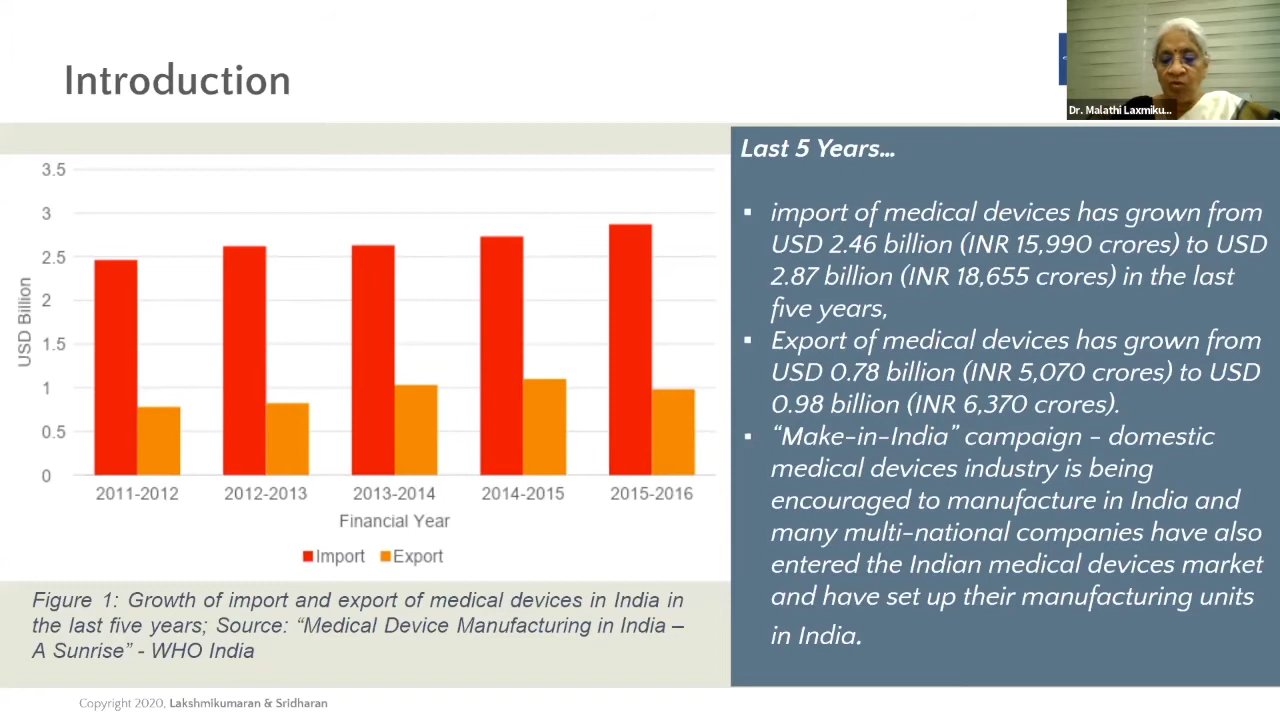 Introduction
Dr. Malathi Laxmiku...
3.5
3
2.5
2
1.5
1
0.5
0
USD Billion
2011-2012 2012-2013 2013-2014 2014-2015 2015-2016
Financial Year
Import Export
Figure 1: Growth of import and export of medical devices in India in
the last five years; Source: “Medical Device Manufacturing in India –
A Sunrise” - WHO India
Last 5 Years...
▪ import of medical devices has grown from
USD 2.46 billion (INR 15,990 crores) to USD
2.87 billion (INR 18,655 crores) in the last
five years,
▪ Export of medical devices has grown from
USD 0.78 billion (INR 5,070 crores) to USD
0.98 billion (INR 6,370 crores).
▪ “Make-in-India” campaign - domestic
medical devices industry is being
encouraged to manufacture in India and
many multi-national companies have also
entered the Indian medical devices market
and have set up their manufacturing units
in India.
Copyright 2020, Lakshmikumaran & Sridharan